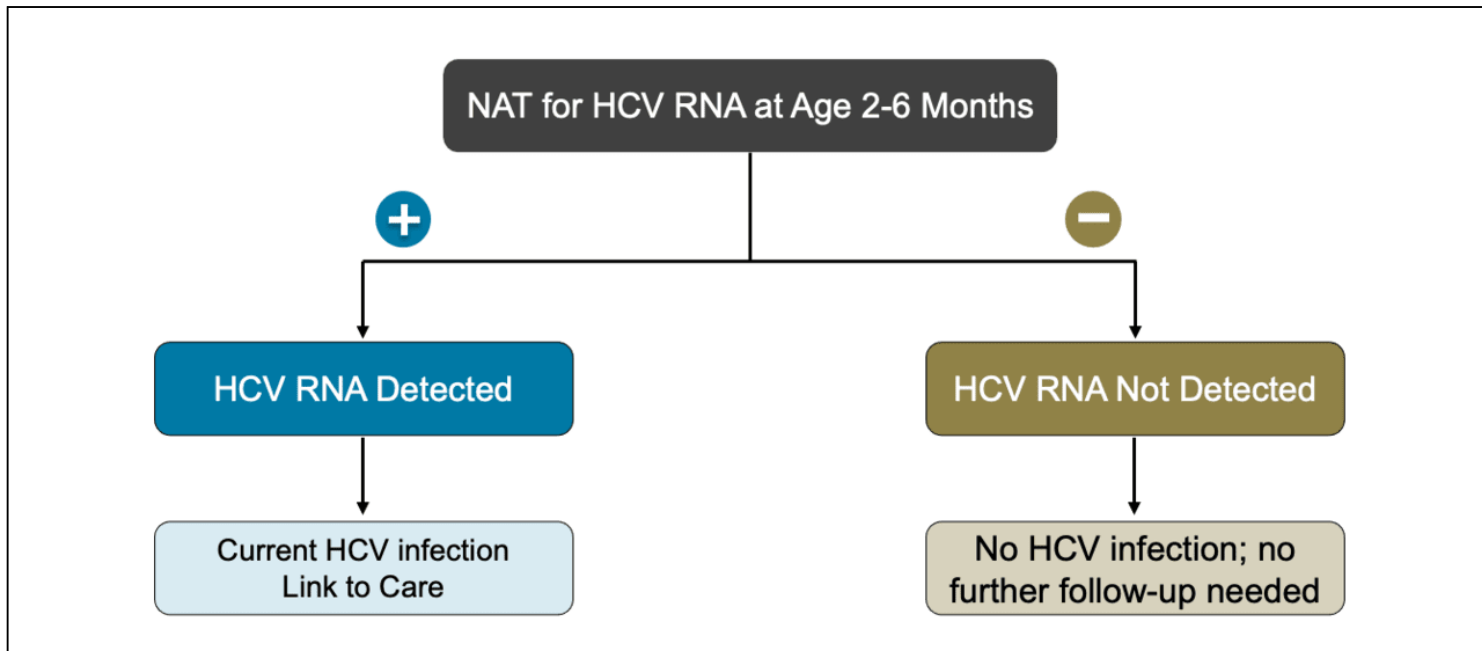 NAT for HCV RNA at Age 2-6 Months
HCV RNA Detected
HCV RNA Not Detected
Current HCV infection
Link to Care
No HCV infection; no
further follow-up needed